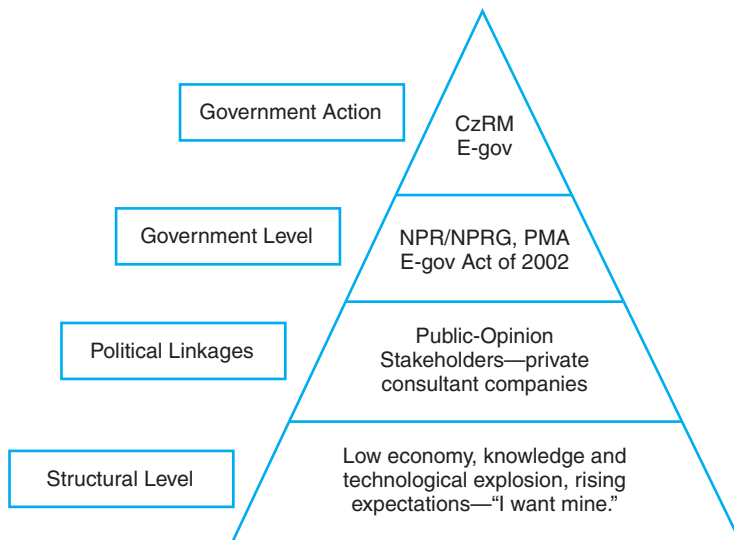 Government Action
CzRM
E-gov
Government Level
NPR/NPRG, PMA
E-gov Act of 2002
Political Linkages
Public-Opinion
Stakeholders—private
consultant companies
Structural Level
Low economy, knowledge and
technological explosion, rising
expectations—“I want mine.”